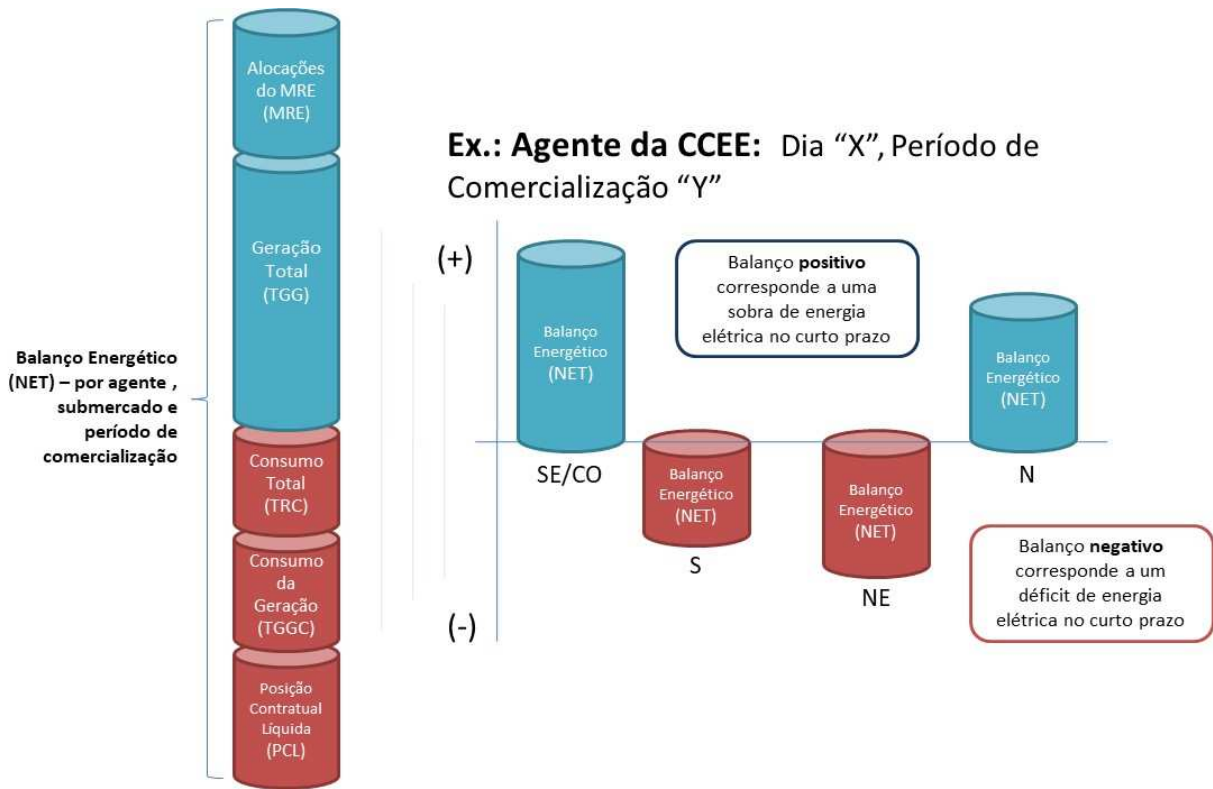 Alocações
do MRE
(MRE)
Geração
Total
(TGG)
Balanço Energético
(NET) – por agente ,
submercado e
período de
comercialização
Consumo
Total
(TRC)
Consumo
da
Geração
(TGGC)
Posição
Contratual
Líquida
(PCL)
Ex.: Agente da CCEE: Dia “X”, Período de
Comercialização “Y”
(+)
Balanço
Energético
(NET)
SE/CO
Balanço positivo
corresponde a uma
sobra de energia
elétrica no curto prazo
Balanço
Energético
(NET)
N
Balanço
Energético
(NET)
S
Balanço
Energético
(NET)
NE
Balanço negativo
corresponde a um
déficit de energia
elétrica no curto prazo
(-)